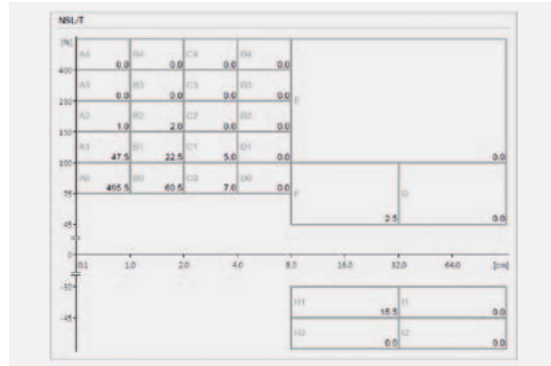 NSL/T
[%]
A4 B4 C4 D4
0.0 0.0 0.0 0.0
400
A3 B3 C3 D3
0.0 0.0 0.0 0.0 E
A2 B2 C2 D2
1.0 2.0 0.0 0.0
150
A1 B1 C1 D1
47.5 22.5 5.0 0.0 0.0
100
A0 B0 C0 D0
495.5 60.5 7.0 0.0 F G
75
2.5 0.0
45
0
0.1 1.0 2.0 4.0 8.0 16.0 32.0 64.0 [cm]
H1 I1
15.5 0.0
-45
H2 I2
0.0 0.0